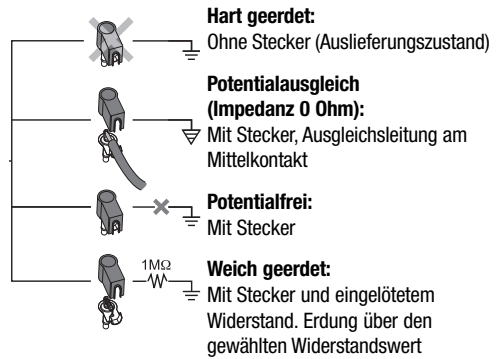 Hart geerdet:
Ohne Stecker (Auslieferungszustand)
Potentialausgleich
(Impedanz 0 Ohm):
Mit Stecker, Ausgleichsleitung am
Mittelkontakt
Potentialfrei:
Mit Stecker
1MΩ
Weich geerdet:
Mit Stecker und eingelötetem
Widerstand. Erdung über den
gewählten Widerstandswert